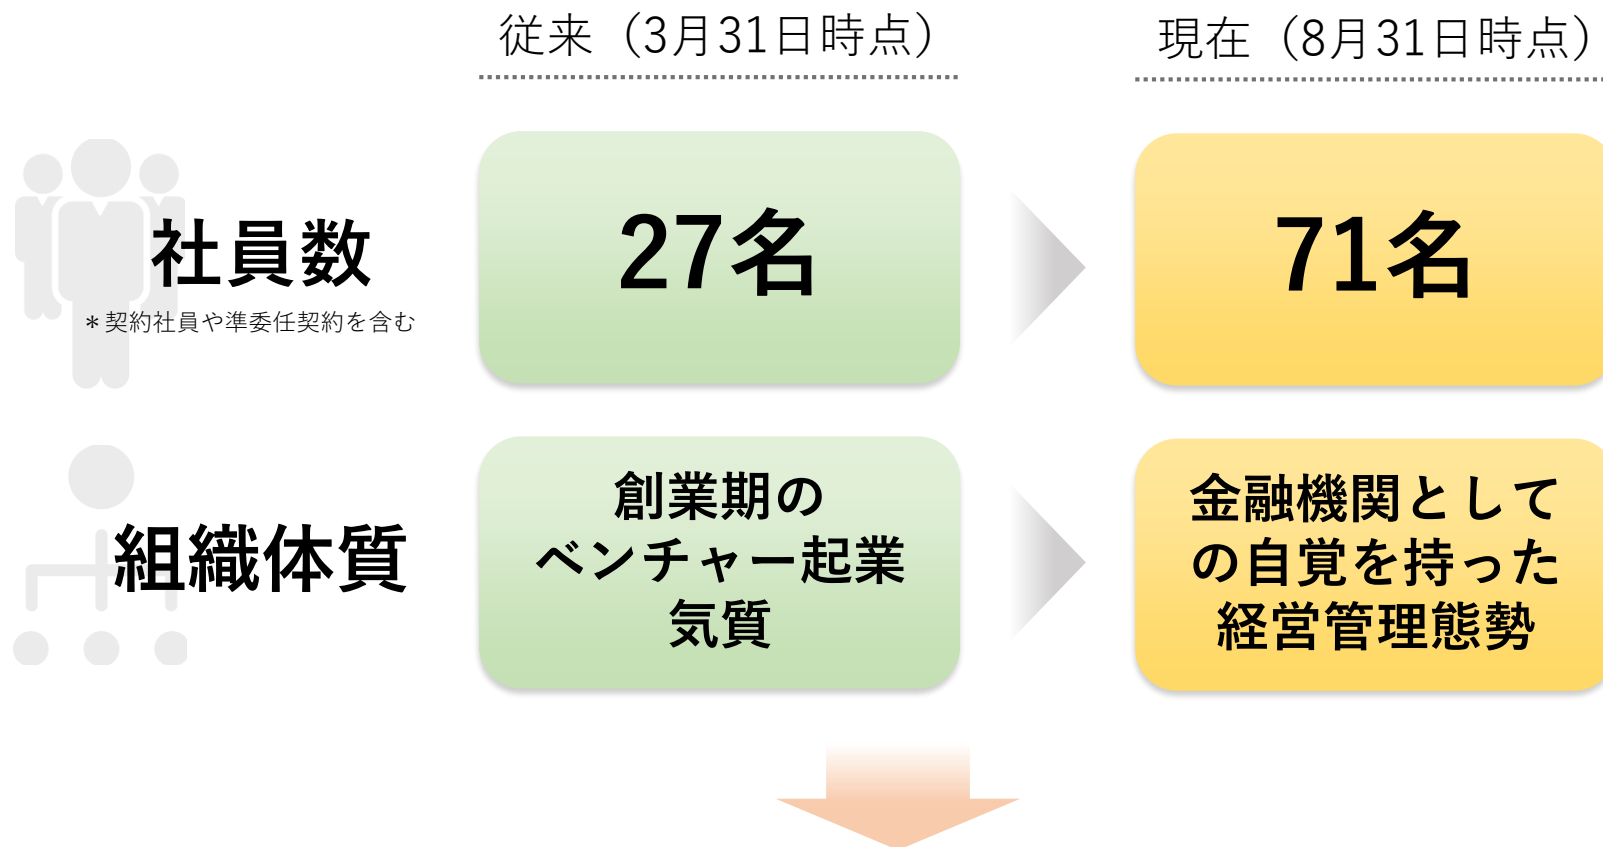 従来（3月31日時点）
現在（8月31日時点）
社員数
＊契約社員や準委任契約を含む
27名
71名
組織体質
創業期の
ベンチャー起業
気質
金融機関として
の自覚を持った
経営管理態勢